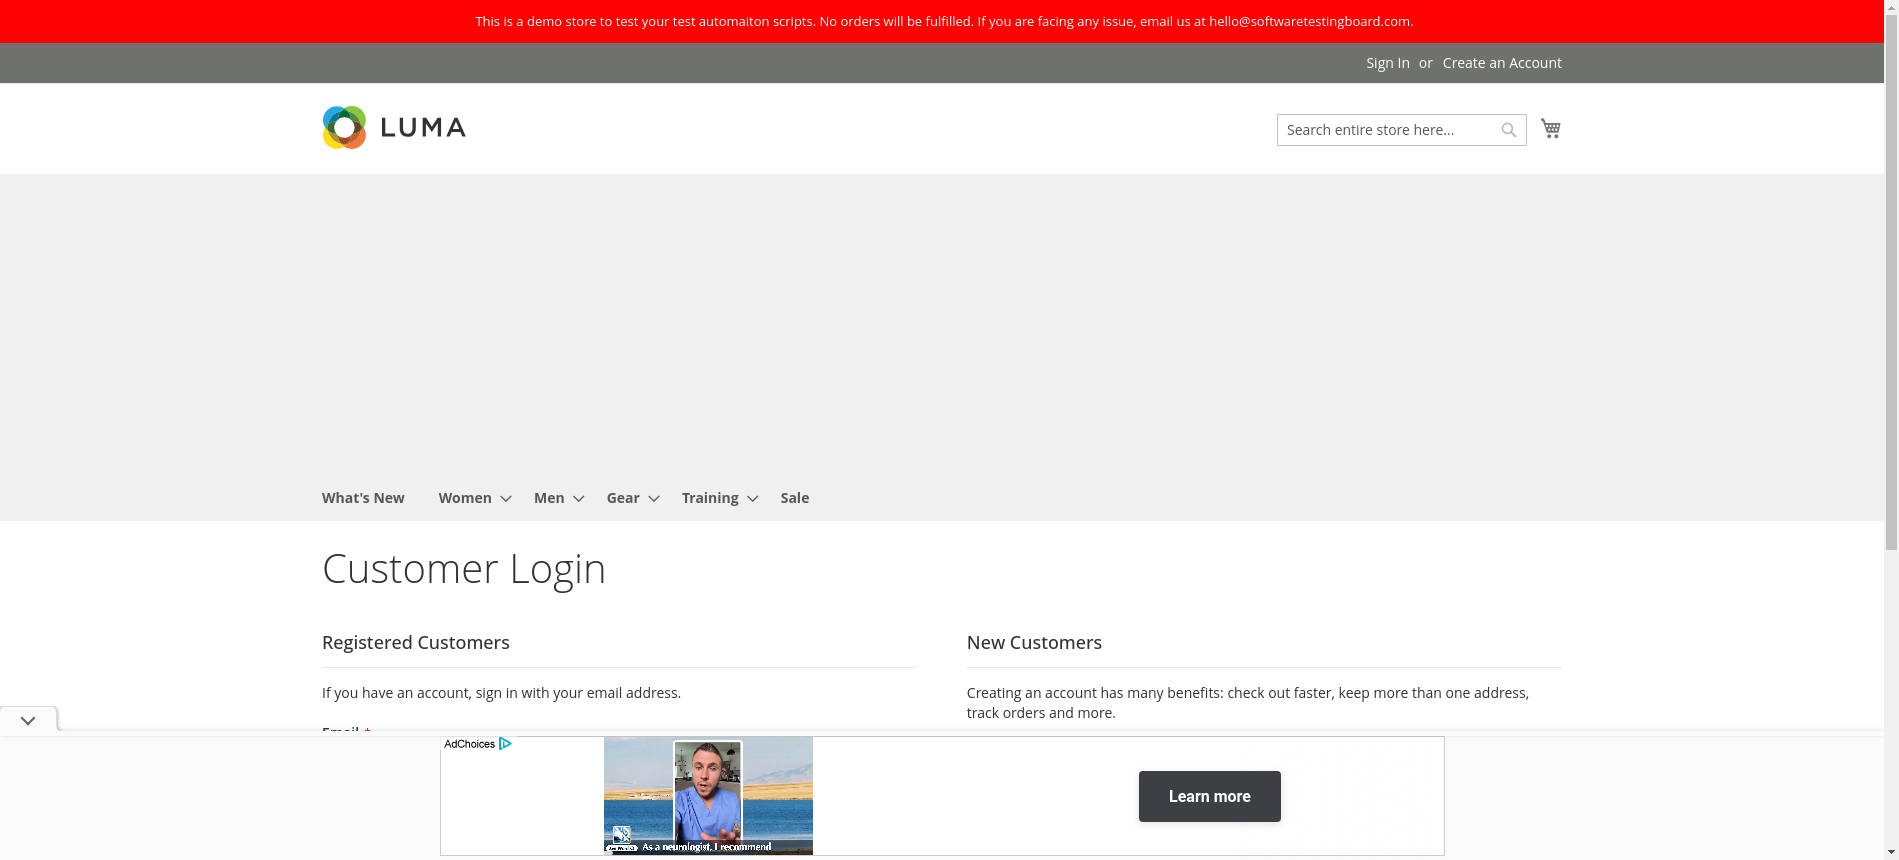 This is a demo store to test your test automaiton scripts. No orders will be fulfilled. If you are facing any issue, email us at hello@softwaretestingboard.com.
Sign In or Create an Account
LUMA
Search entire store here...
What's New Women Men Gear Training Sale
Customer Login
Registered Customers
If you have an account, sign in with your email address.
Email *
New Customers
Creating an account has many benefits: check out faster, keep more than one address,
track orders and more.
AdChoices
As a neurologist, I recommend
Learn more